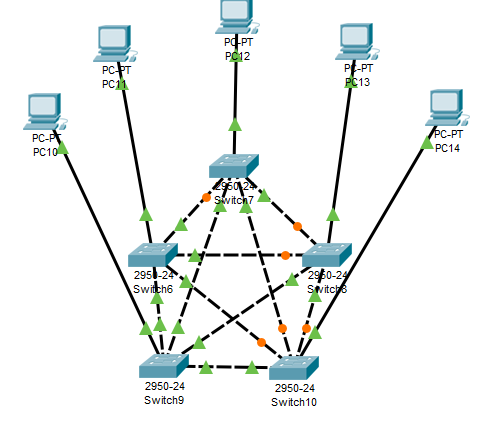 PC-PT
PC12
PC-PT
PC11
PC-PT
PC13
PC-PT
PC10
PC-PT
PC14
2950-24
Switch7
2950-24
Switch6
2950-24
Switch8
2950-24
Switch9
2950-24
Switch10